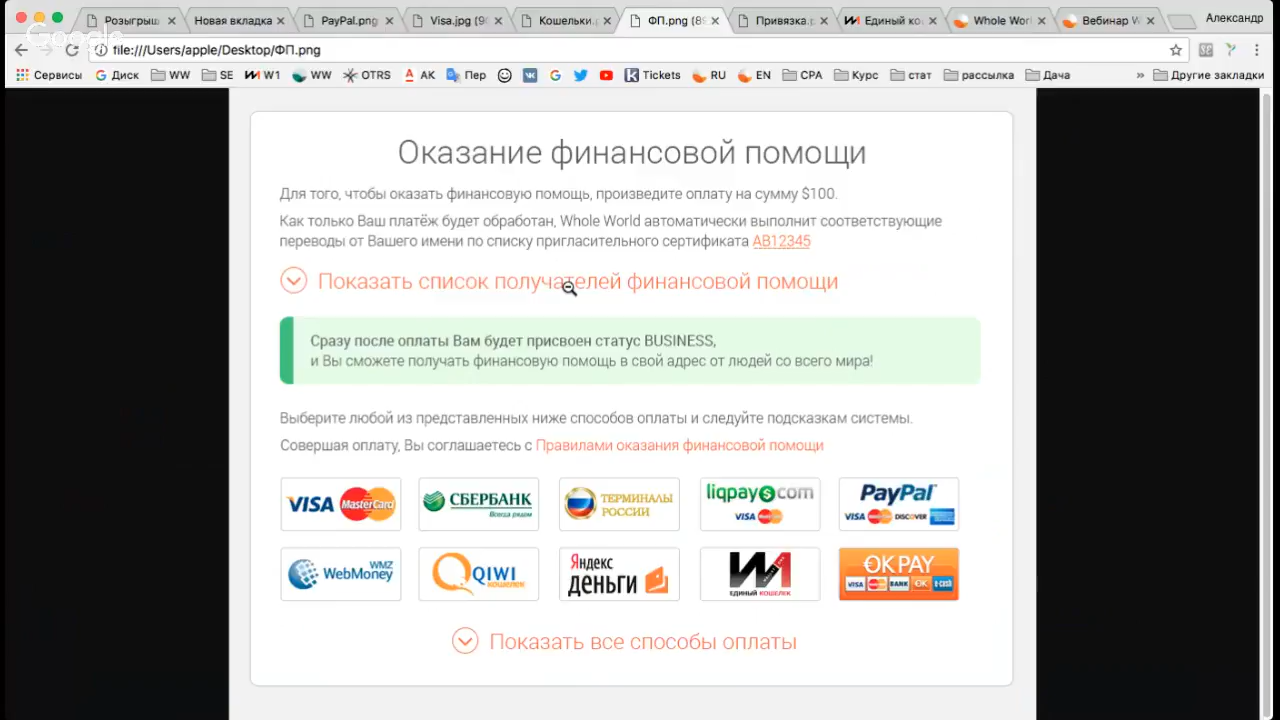 Розыгрыш
Новая вкладка
PayPal.png
Visa.jpg (9
Кошельки.p
ФП.png (8
Привязка.p
Единый ко
Whole Worl
Вебинар W
Александр
Google
file:///Users/apple/Desktop/ФП.png
Сервисы
Диск
WW
SE
W1
WW
OTRS
АК
Пер
Tickets
RU
EN
CPA
Курс
стат
рассылка
Дача
»
Другие закладки
Оказание финансовой помощи
Для того, чтобы оказать финансовую помощь, произведите оплату на сумму $100.
Как только Ваш платёж будет обработан, Whole World автоматически выполнит соответствующие
переводы от Вашего имени по списку пригласительного сертификата AB12345
Показать список получателей финансовой помощи
Сразу после оплаты Вам будет присвоен статус BUSINESS,
и Вы сможете получать финансовую помощь в свой адрес от людей со всего мира!
Выберите любой из представленных ниже способов оплаты и следуйте подсказкам системы.
Совершая оплату, Вы соглашаетесь с Правилами оказания финансовой помощи
VISA MasterCard
СБЕРБАНК
Всегда рядом
ТЕРМИНАЛЫ
РОССИИ
liqpay$com
VISA
PayPal
VISA DISCOVER
WebMoney WMZ
QIWI
КОШЕЛЕК
Яндекс
деньги
ЕДИНЫЙ КОШЕЛЕК
OKPAY
VISA BANK OK e-cash
Показать все способы оплаты